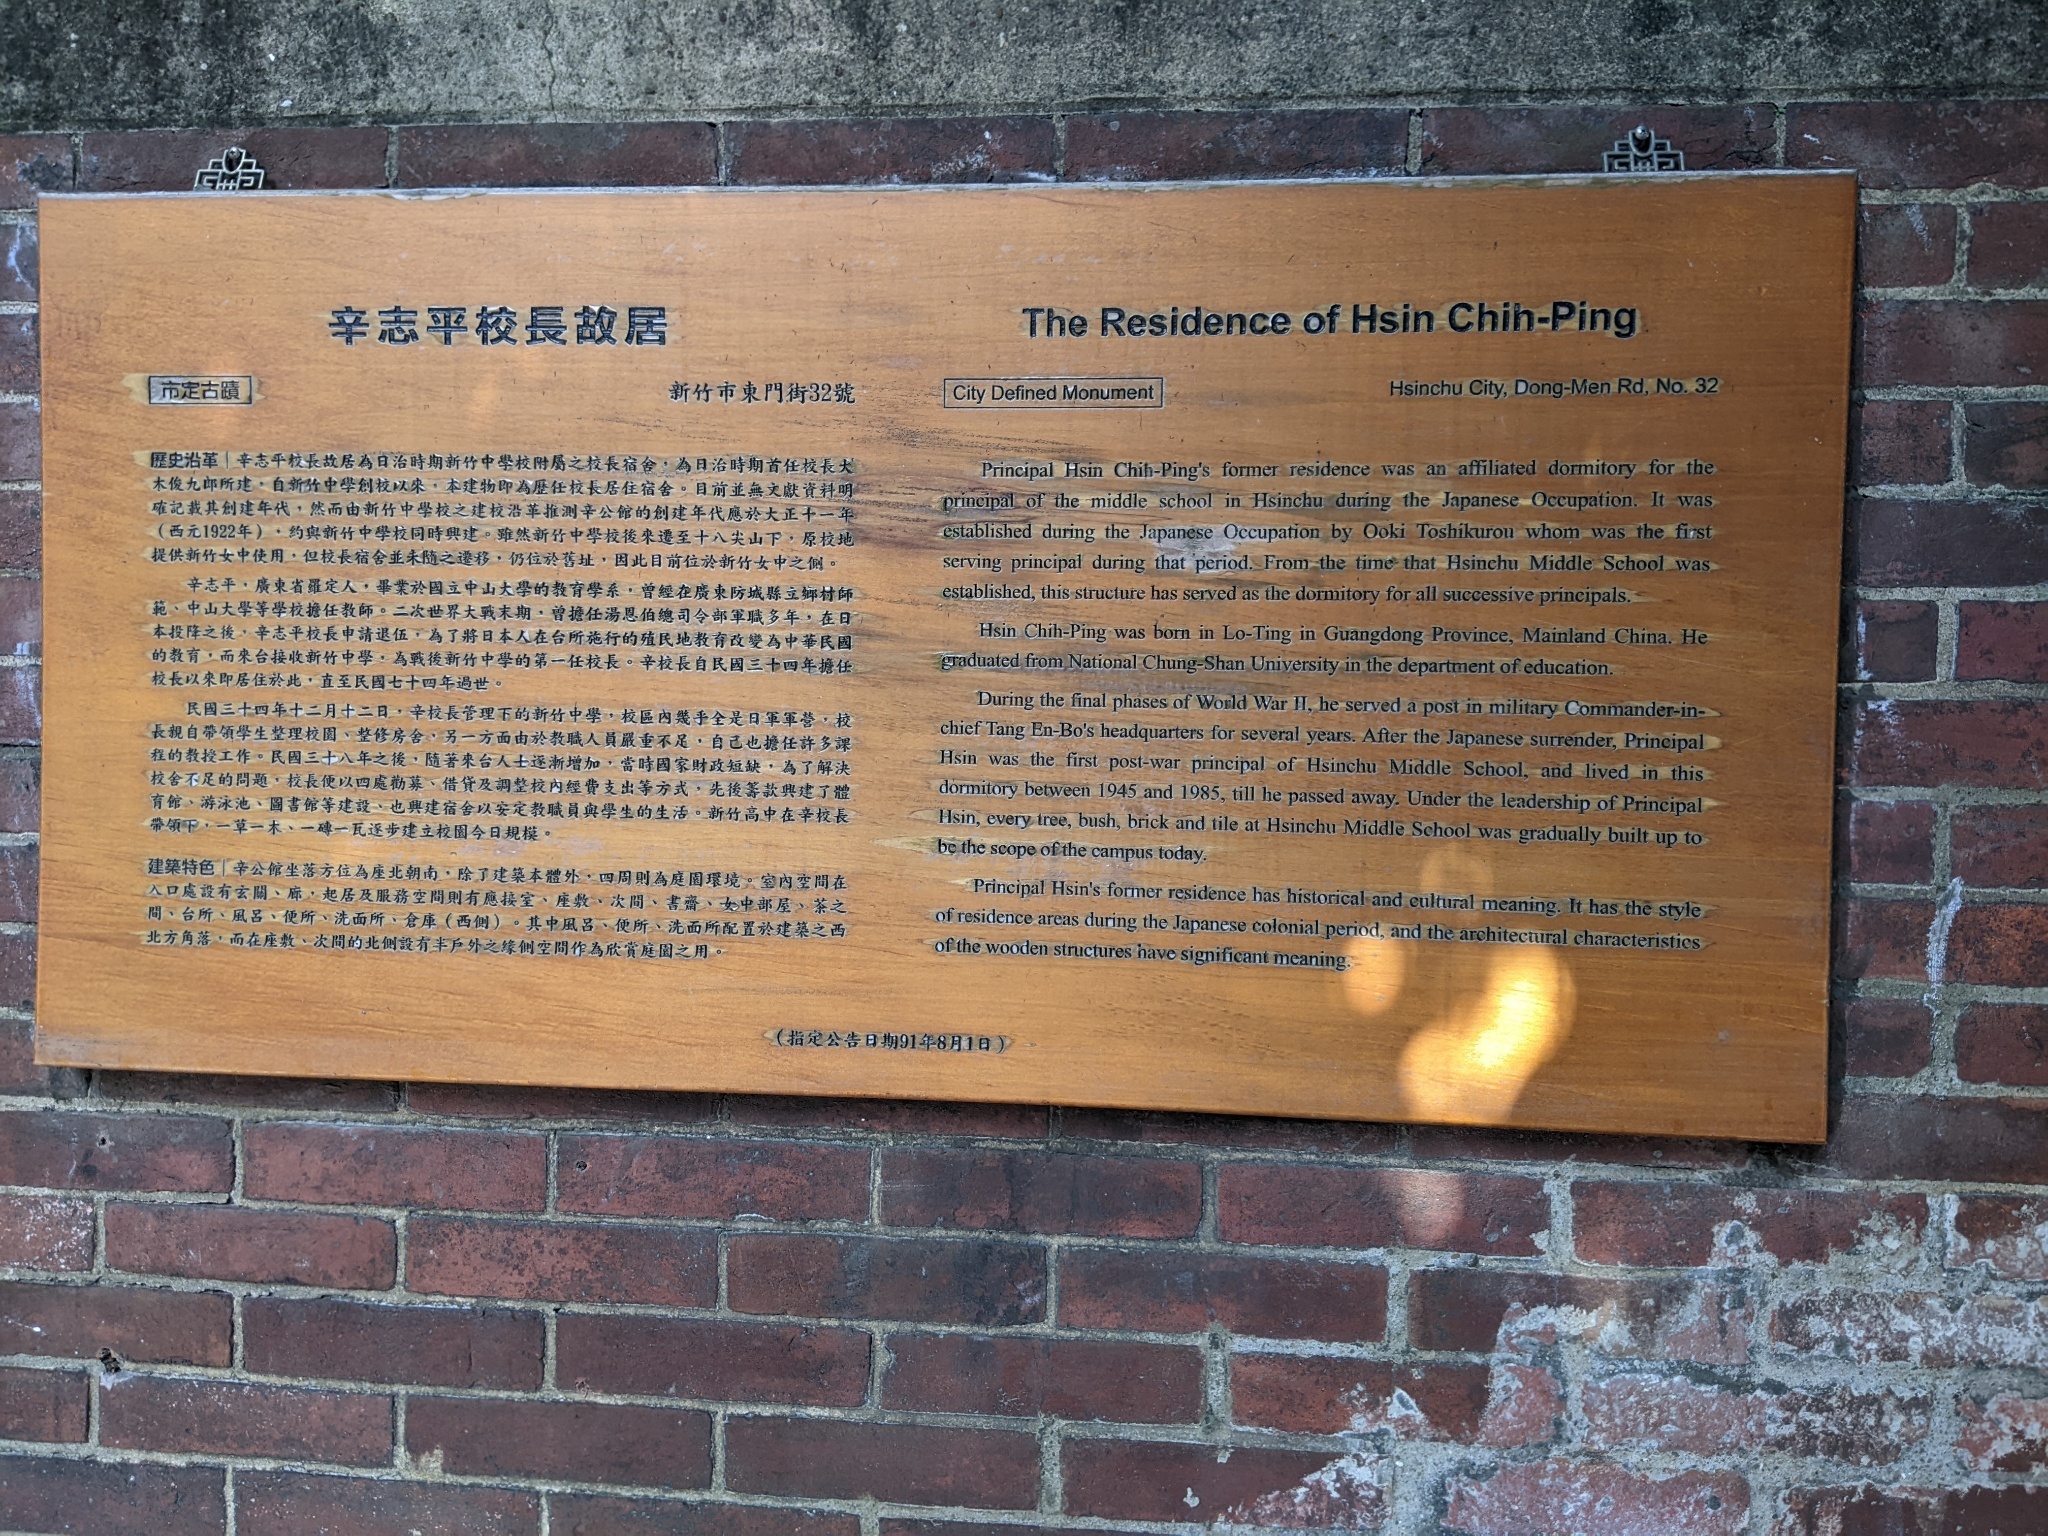 辛志平校長故居
市定古蹟
新竹市東門街32號
歷史沿革｜辛志平校長故居為日治時期新竹中學校附屬之校長宿舍，為日治時期首任校長大
木俊九郎所建，自新竹中學創校以來，本建物即為歷任校長居住宿舍。目前並無文獻資料明
確記載其創建年代，然而由新竹中學校之建校沿革推測辛公館的創建年代應於大正十一年
（西元1922年），約與新竹中學校同時興建。雖然新竹中學校後來遷至十八尖山下，原校地
提供新竹女中使用，但校長宿舍並未隨之遷移，仍位於舊址，因此目前位於新竹女中之側。
辛志平，廣東省羅定人，畢業於國立中山大學的教育學系，曾經在廣東防城縣立鄉村師
範、中山大學等學校擔任教師。二次世界大戰末期，曾擔任湯恩伯總司令部軍職多年，在日
本投降之後，辛志平校長申請退伍，為了將日本人在台所施行的殖民地教育改變為中華民國
的教育，而來台接收新竹中學，為戰後新竹中學的第一任校長。辛校長自民國三十四年擔任
校長以來即居住於此，直至民國七十四年過世。
民國三十四年十二月十二日，辛校長管理下的新竹中學，校區內幾乎全是日軍軍營，校
長親自帶領學生整理校園、整修房舍，另一方面由於教職人員嚴重不足，自己也擔任許多課
程的教授工作。民國三十八年之後，隨著來台人士逐漸增加，當時國家財政短缺，為了解決
校舍不足的問題，校長便以四處勸募、借貸及調整校內經費支出等方式，先後籌款興建了體
育館、游泳池、圖書館等建設、也興建宿舍以安定教職員與學生的生活。新竹高中在辛校長
帶領下，一草一木、一磚一瓦逐步建立校園今日規模。
建築特色｜辛公館坐落方位為座北朝南，除了建築本體外，四周則為庭園環境。室內空間在
入口處設有玄關、廊，起居及服務空間則有應接室、座敷、次間、書齋、女中部屋、茶之
間、台所、風呂、便所、洗面所、倉庫（西側）。其中風呂、便所、洗面所配置於建築之西
北方角落，而在座敷、次間的北側設有半戶外之緣側空間作為欣賞庭園之用。
The Residence of Hsin Chih-Ping
City Defined Monument
Hsinchu City, Dong-Men Rd, No. 32
Principal Hsin Chih-Ping's former residence was an affiliated dormitory for the
principal of the middle school in Hsinchu during the Japanese Occupation. It was
established during the Japanese Occupation by Ooki Toshikurou whom was the first
serving principal during that period. From the time that Hsinchu Middle School was
established, this structure has served as the dormitory for all successive principals.
Hsin Chih-Ping was born in Lo-Ting in Guangdong Province, Mainland China. He
graduated from National Chung-Shan University in the department of education.
During the final phases of World War II, he served a post in military Commander-in-
chief Tang En-Bo's headquarters for several years. After the Japanese surrender, Principal
Hsin was the first post-war principal of Hsinchu Middle School, and lived in this
dormitory between 1945 and 1985, till he passed away. Under the leadership of Principal
Hsin, every tree, bush, brick and tile at Hsinchu Middle School was gradually built up to
be the scope of the campus today.
Principal Hsin's former residence has historical and cultural meaning. It has the style
of residence areas during the Japanese colonial period, and the architectural characteristics
of the wooden structures have significant meaning.
（指定公告日期91年8月1日）